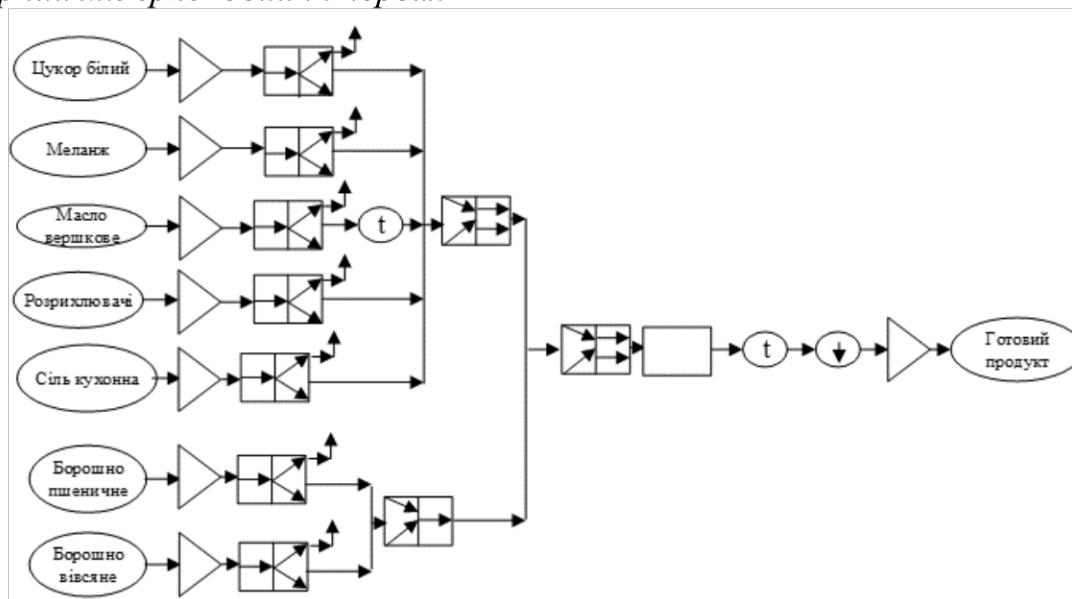 Цукор білий
Меланж
Масло
вершкове
t
Розрихлювачі
Сіль кухонна
t
Готовий
продукт
Борошно
пшеничне
Борошно
вівсяне